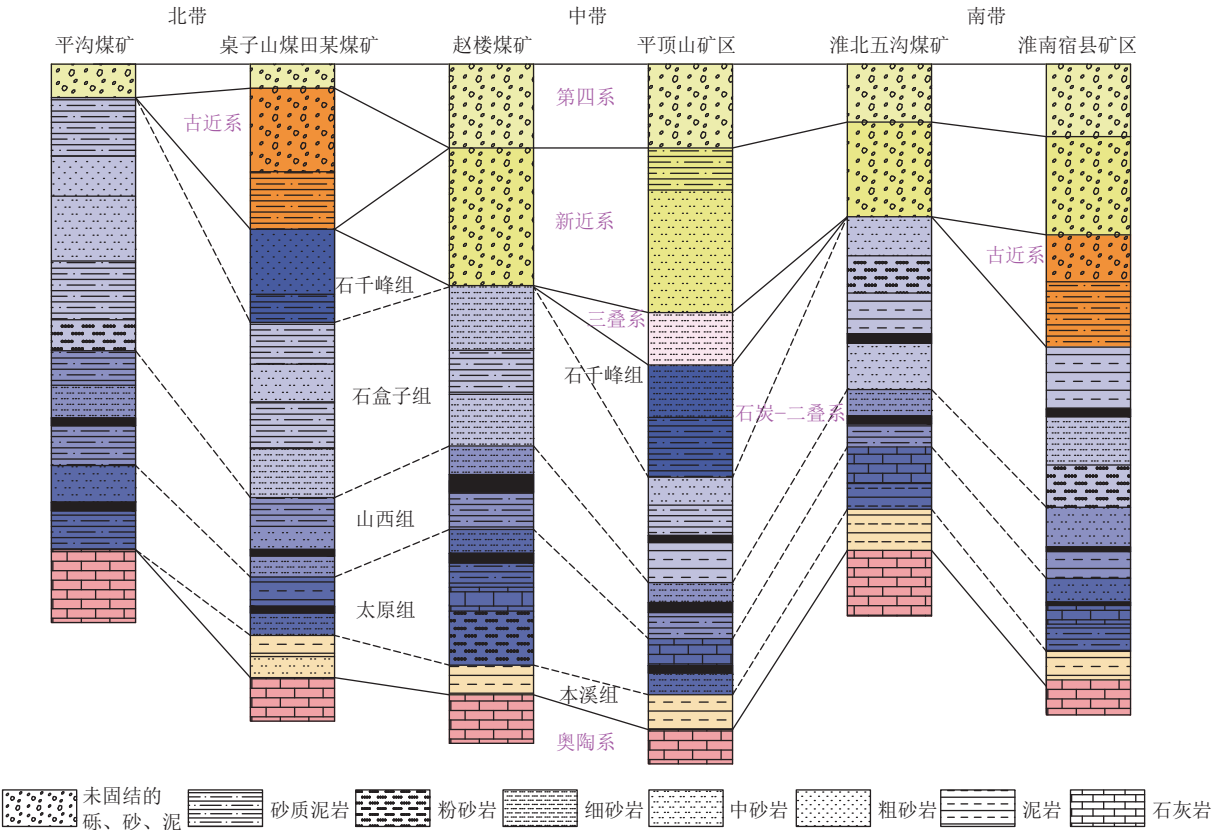 北带 中带 南带
平沟煤矿 桌子山煤田某煤矿 赵楼煤矿 平顶山矿区 淮北五沟煤矿 淮南宿县矿区
第四系
古近系
新近系
古近系
石千峰组
三叠系
石千峰组
石盒子组
石炭-二叠系
山西组
太原组
本溪组
奥陶系
未固结的
砾、砂、泥
砂质泥岩 粉砂岩 细砂岩 中砂岩 粗砂岩 泥岩 石灰岩